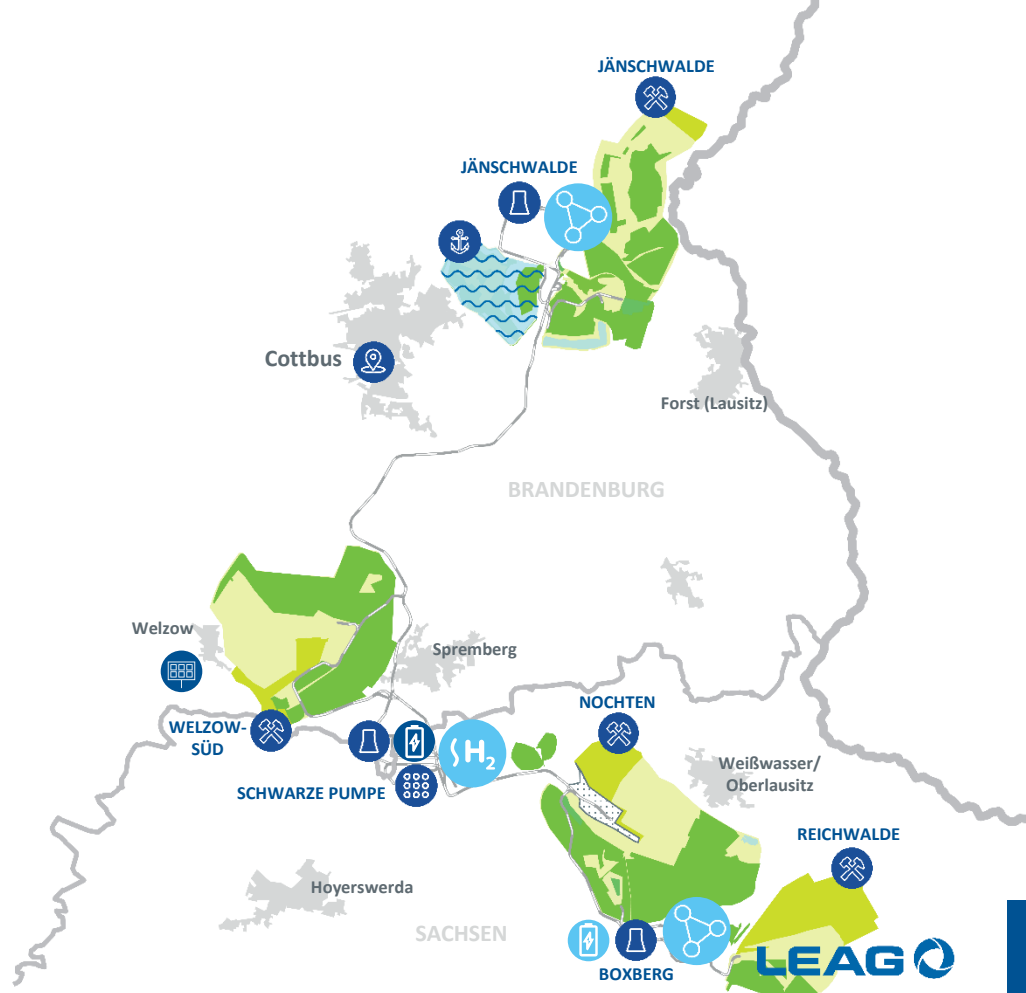 JÄNSCHWALDE
JÄNSCHWALDE
Cottbus
Forst (Lausitz)
BRANDENBURG
Welzow
Spremberg
NOCHTEN
WELZOW-
SÜD
H2
Weißwasser/
Oberlausitz
SCHWARZE PUMPE
REICHWALDE
Hoyerswerda
SACHSEN
BOXBERG
LEAG